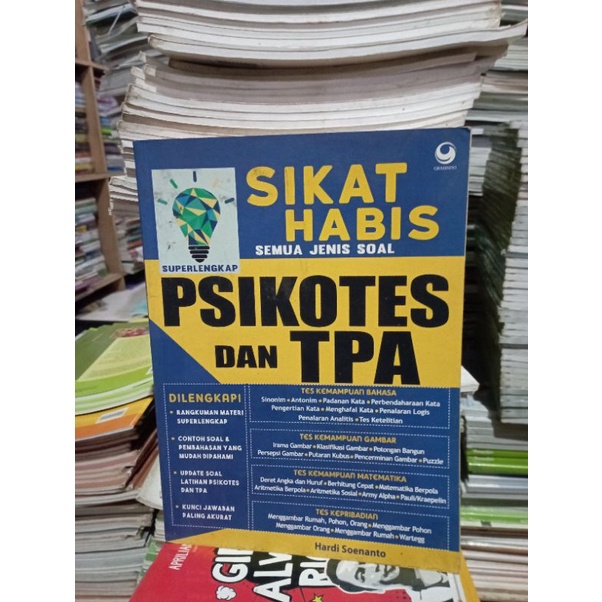 GRASINDO
SIKAT
HABIS
SEMUA JENIS SOAL
SUPERLENGKAP
PSIKOTES
DAN TPA
DILENGKAPI
• RANGKUMAN MATERI
SUPERLENGKAP
• CONTOH SOAL &
PEMBAHASAN YANG
MUDAH DIPAHAMI
• UPDATE SOAL
LATIHAN PSIKOTES
DAN TPA
• KUNCI JAWABAN
PALING AKURAT
TES KEMAMPUAN BAHASA
Sinonim • Antonim • Padanan Kata • Perbendaharaan Kata
Pengertian Kata • Menghafal Kata • Penalaran Logis
Penalaran Analitis • Tes Ketelitian
TES KEMAMPUAN GAMBAR
Irama Gambar • Klasifikasi Gambar • Potongan Bangun
Persepsi Gambar • Putaran Kubus • Pencerminan Gambar • Puzzle
TES KEMAMPUAN MATEMATIKA
Deret Angka dan Huruf • Berhitung Cepat • Matematika Berpola
Aritmetika Berpola • Aritmetika Sosial • Army Alpha • Pauli/Kraepelin
TES KEPRIBADIAN
Menggambar Rumah, Pohon, Orang • Menggambar Pohon
Menggambar Orang • Menggambar Rumah • Wartegg
Hardi Soenanto